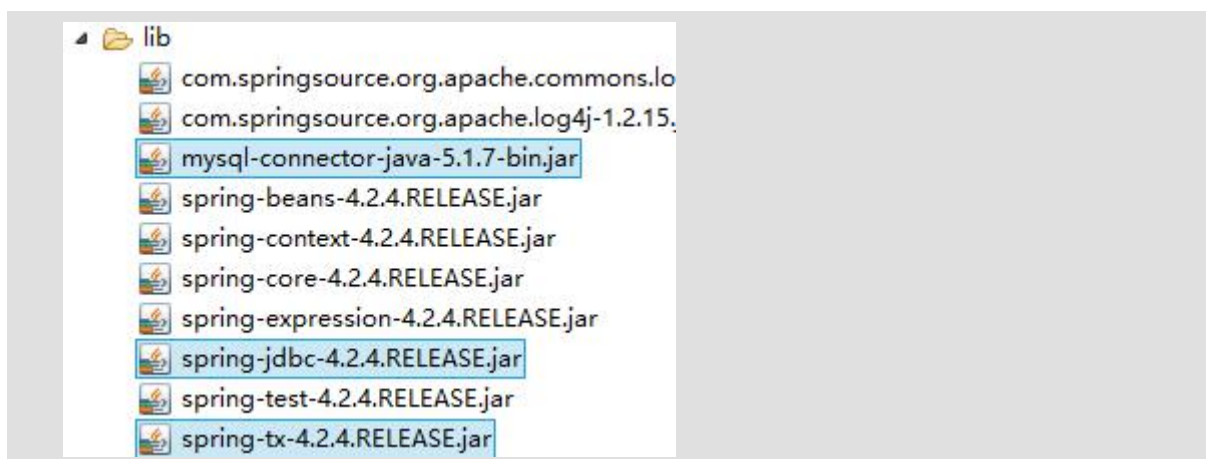 lib
com.springsource.org.apache.commons.lo
com.springsource.org.apache.log4j-1.2.15.
mysql-connector-java-5.1.7-bin.jar
spring-beans-4.2.4.RELEASE.jar
spring-context-4.2.4.RELEASE.jar
spring-core-4.2.4.RELEASE.jar
spring-expression-4.2.4.RELEASE.jar
spring-jdbc-4.2.4.RELEASE.jar
spring-test-4.2.4.RELEASE.jar
spring-tx-4.2.4.RELEASE.jar